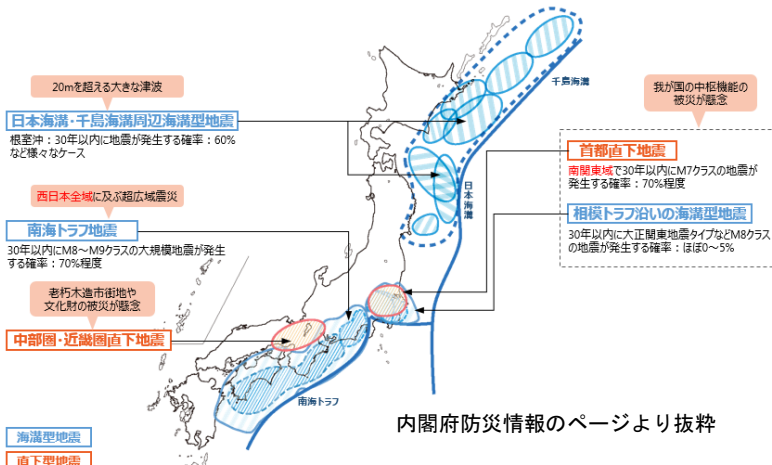 20mを超える大きな津波
日本海溝・千島海溝周辺海溝型地震
根室沖：30年以内に地震が発生する確率：60%
など様々なケース
西日本全域に及ぶ超広域震災
南海トラフ地震
30年以内にM8～M9クラスの大規模地震が発生
する確率：70%程度
老朽木造市街地や
文化財の被災が懸念
中部圏・近畿圏直下地震
海溝型地震
直下型地震
千島海溝
日本海溝
南海トラフ
我が国の中枢機能の
被災が懸念
首都直下地震
南関東域で30年以内にM7クラスの地震が
発生する確率：70%程度
相模トラフ沿いの海溝型地震
30年以内に大正関東地震タイプなどM8クラス
の地震が発生する確率：ほぼ0～5%
内閣府防災情報のページより抜粋